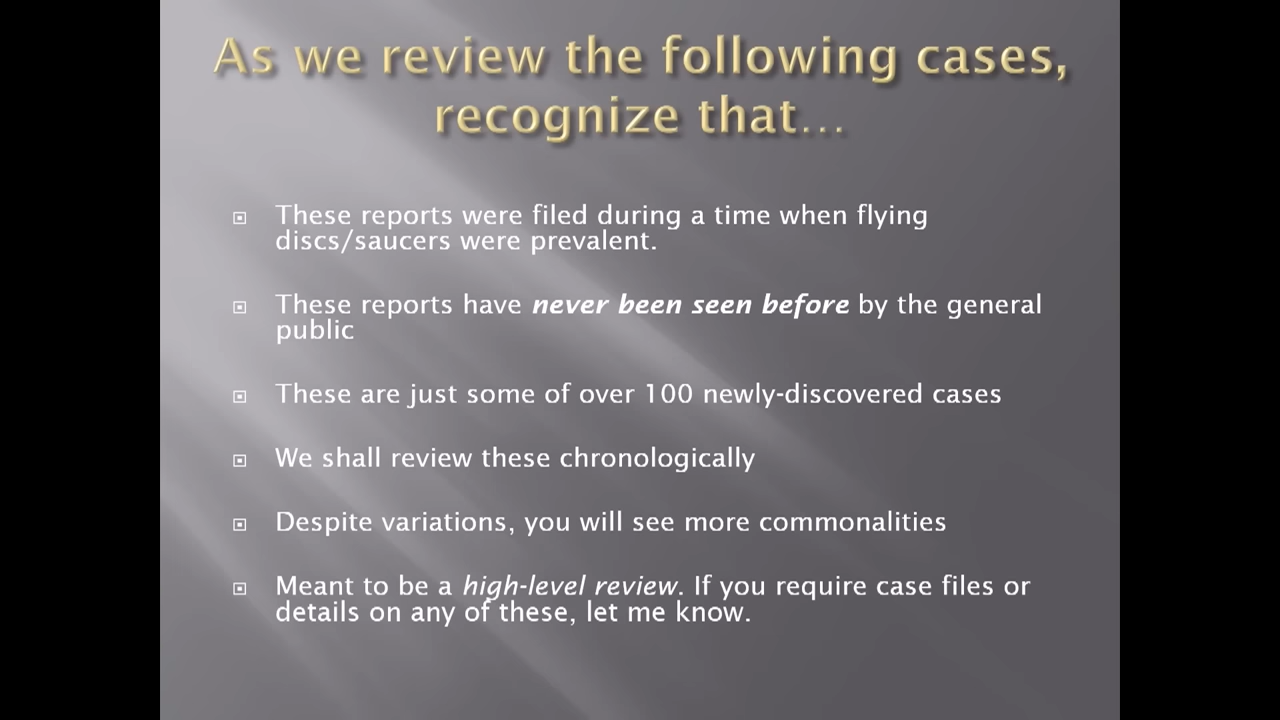 As we review the following cases,
recognize that...
These reports were filed during a time when flying
discs/saucers were prevalent.
These reports have never been seen before by the general
public
These are just some of over 100 newly-discovered cases
We shall review these chronologically
Despite variations, you will see more commonalities
Meant to be a high-level review. If you require case files or
details on any of these, let me know.